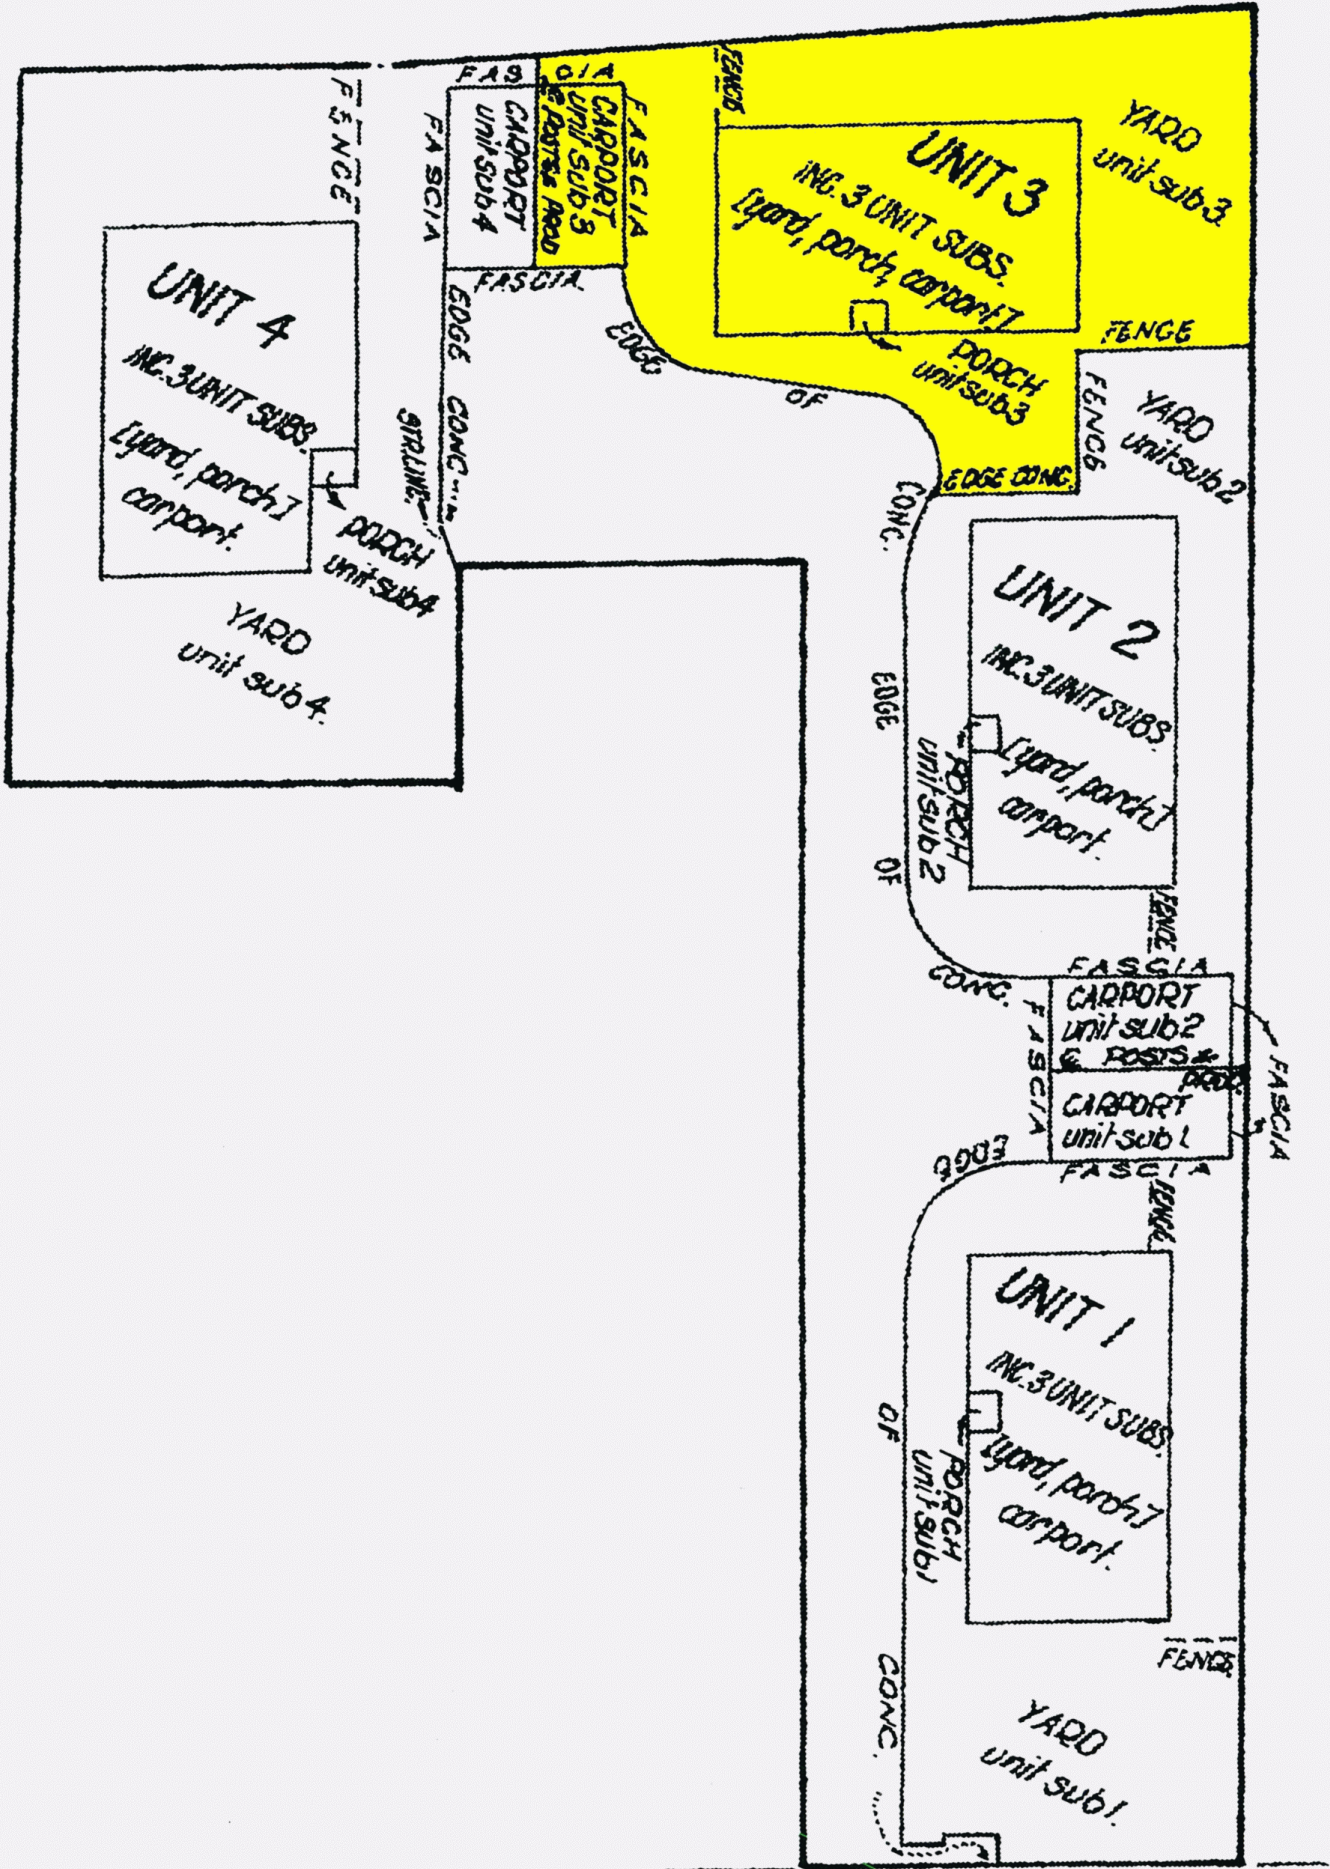 FENCE
FAS CIA
FENCE
FASCIA
CARPORT
unit sub 4
CARPORT
unit sub 3
₵ POSTS & PROD
FASCIA
UNIT 3
INC. 3 UNIT SUBS.
[yard, porch, carport]
YARD
unit sub 3.
FENCE
PORCH
unit sub 3
FASCIA
UNIT 4
INC. 3 UNIT SUBS.
[yard, porch]
carport.
PORCH
unit sub 4
YARD
unit sub 4.
EDGE CONC.
STR. LINE.
EDGE
OF
CONC.
EDGE CONC.
FENCE
YARD
unit sub 2
UNIT 2
INC. 3 UNIT SUBS.
[yard, porch]
carport.
EDGE
PORCH
unit sub 2
OF
CONC.
FENCE
FASCIA
FASCIA
CARPORT
unit sub 2
₵ POSTS &
PROD.
CARPORT
unit sub 1
FASCIA
FASCIA
EDGE
FENCE
UNIT 1
INC. 3 UNIT SUBS.
[yard, porch]
carport.
OF
PORCH
unit sub 1
CONC.
FENCE
YARD
unit sub 1.